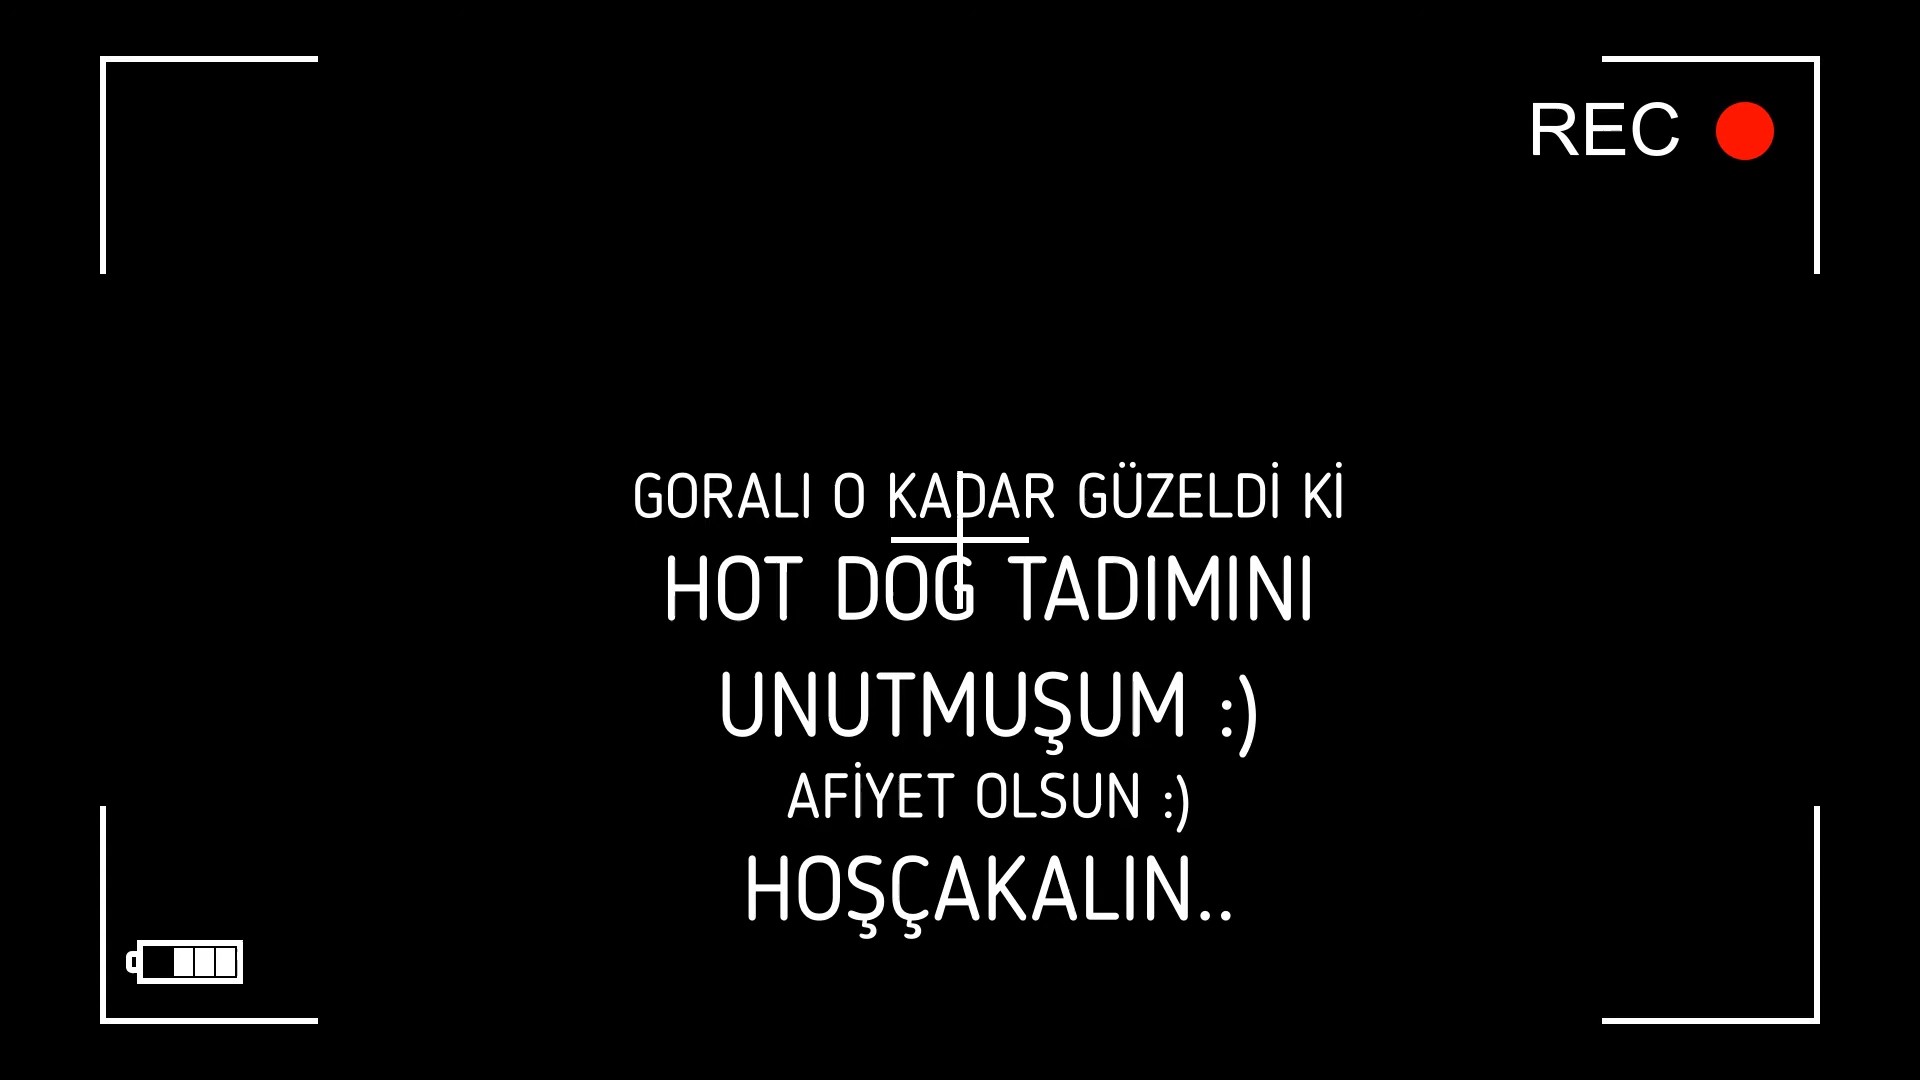 REC
GORALI O KADAR GÜZELDİ Kİ
HOT DOG TADIMINI
UNUTMUŞUM :)
AFİYET OLSUN :)
HOŞÇAKALIN..